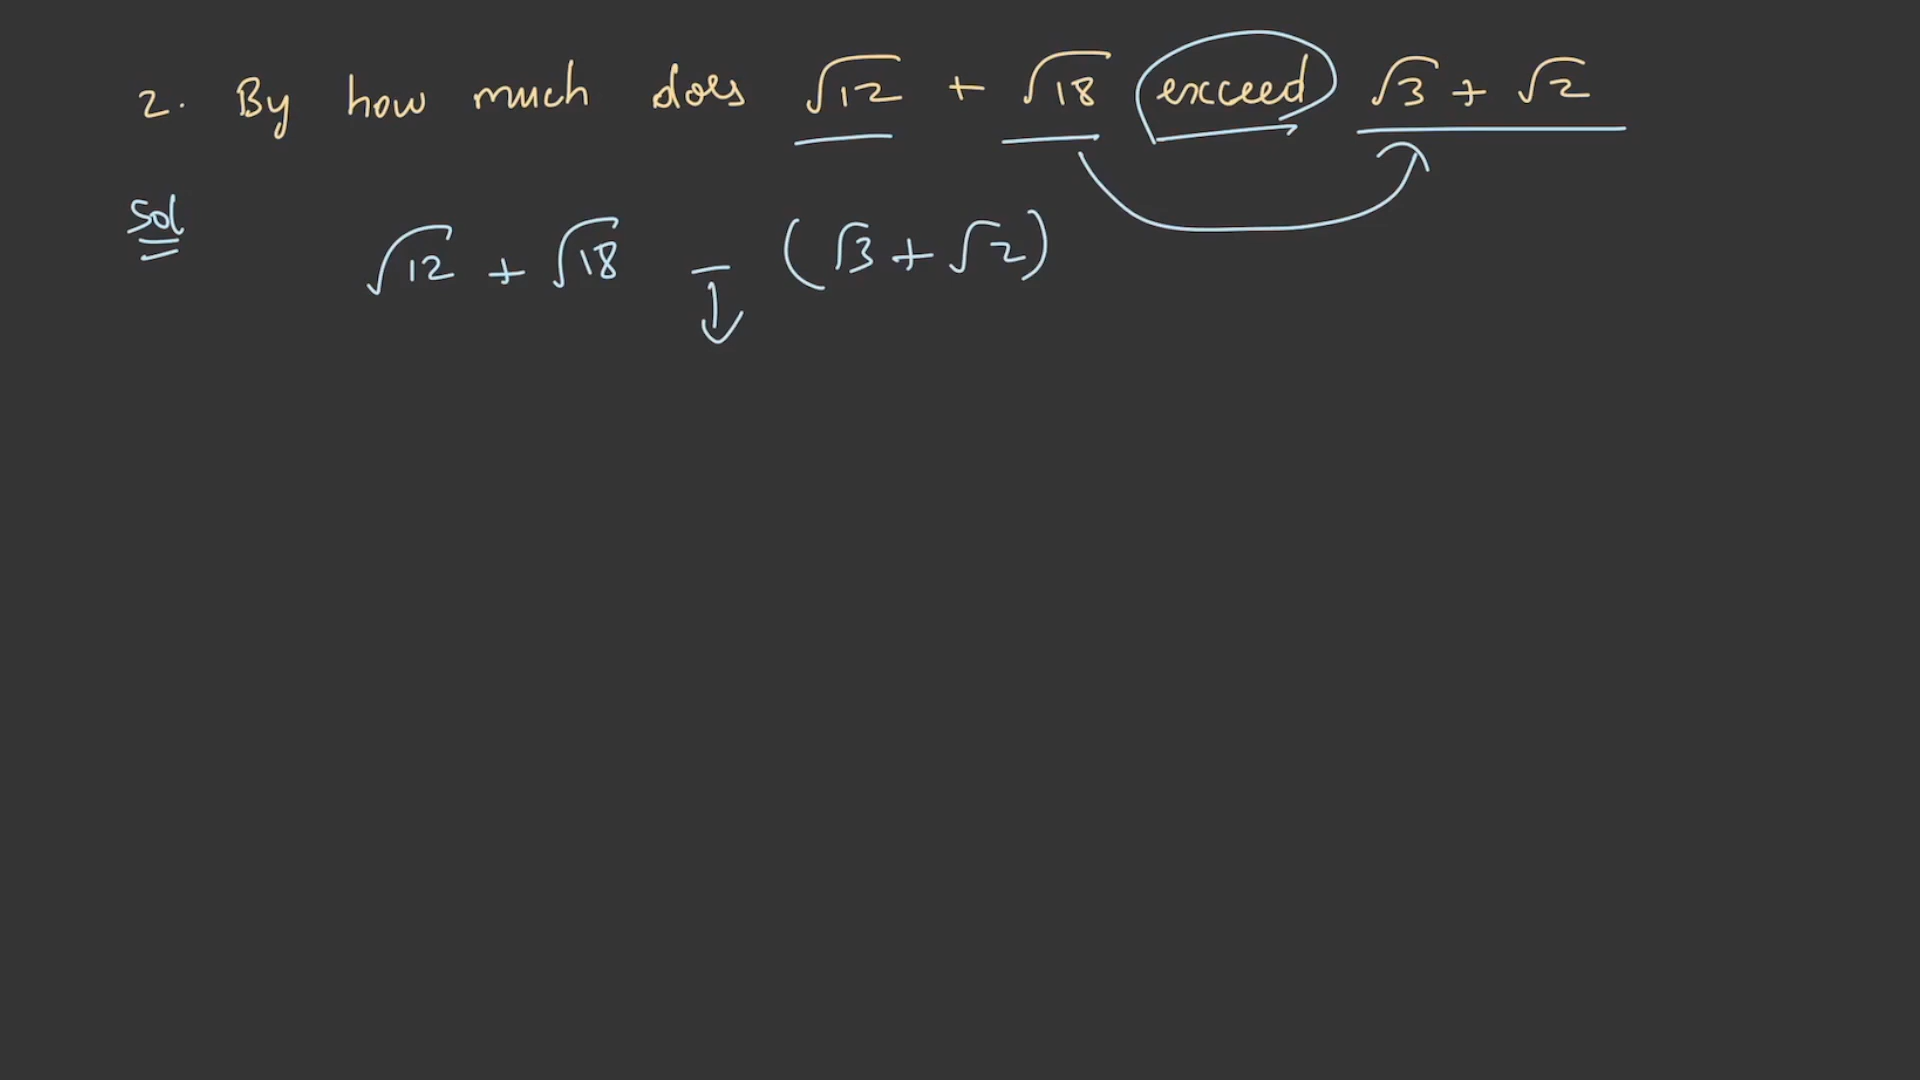 2. By how much does √12 + √18 exceed √3 + √2
Sol
√12 + √18 – (√3 + √2)